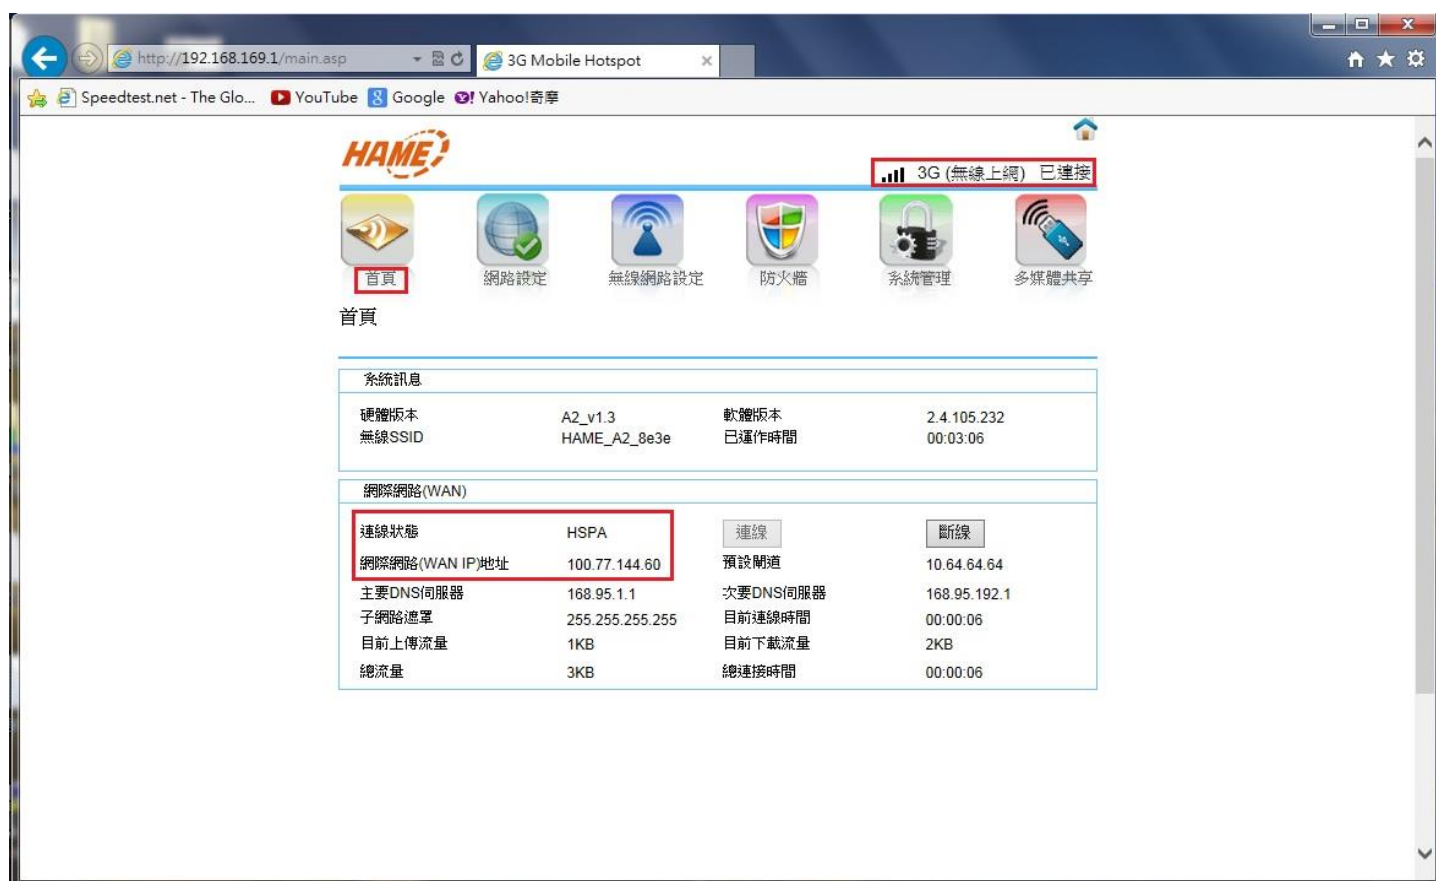 http://192.168.169.1/main.asp
3G Mobile Hotspot
Speedtest.net - The Glo... YouTube Google Yahoo!奇摩
HAME
3G (無線上網) 已連接
首頁 網路設定 無線網路設定 防火牆 系統管理 多媒體共享
首頁
系統訊息
硬體版本 A2_v1.3 軟體版本 2.4.105.232
無線SSID HAME_A2_8e3e 已運作時間 00:03:06
網際網路(WAN)
連線狀態 HSPA 連線 斷線
網際網路(WAN IP)地址 100.77.144.60 預設閘道 10.64.64.64
主要DNS伺服器 168.95.1.1 次要DNS伺服器 168.95.192.1
子網路遮罩 255.255.255.255 目前連線時間 00:00:06
目前上傳流量 1KB 目前下載流量 2KB
總流量 3KB 總連接時間 00:00:06